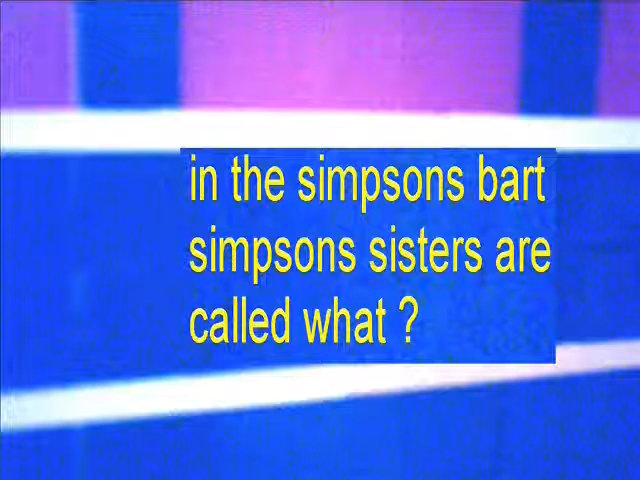 in the simpsons bart
simpsons sisters are
called what ?